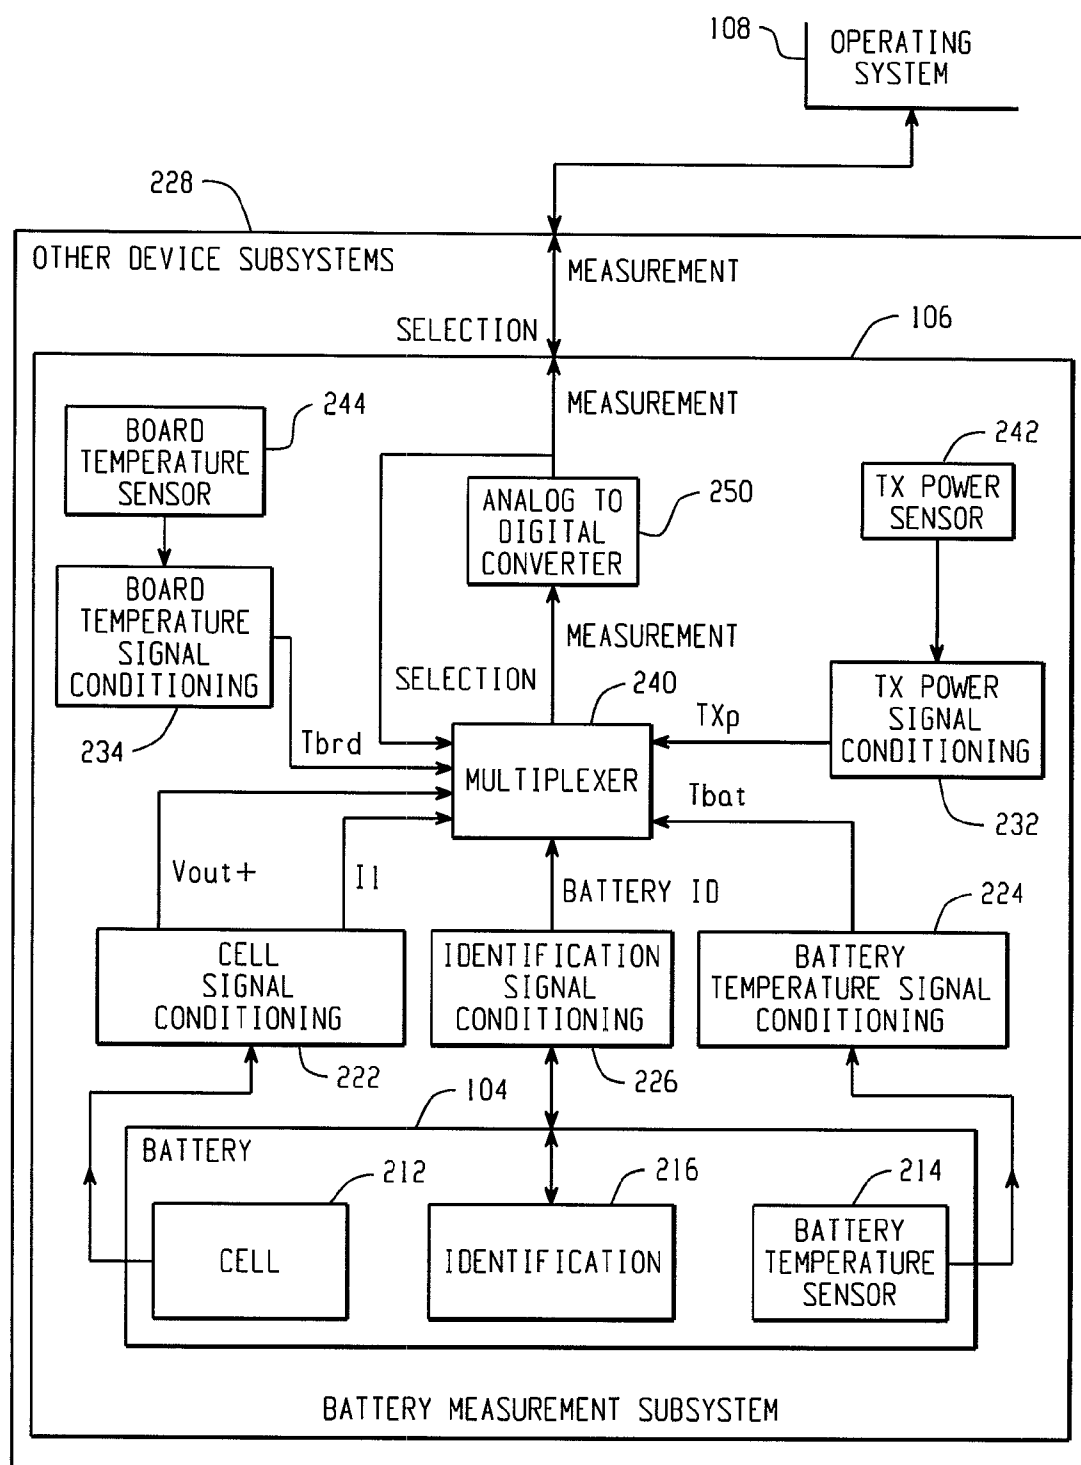 108
OPERATING
SYSTEM
228
OTHER DEVICE SUBSYSTEMS
MEASUREMENT
SELECTION
106
MEASUREMENT
244
BOARD
TEMPERATURE
SENSOR
242
TX POWER
SENSOR
250
ANALOG TO
DIGITAL
CONVERTER
BOARD
TEMPERATURE
SIGNAL
CONDITIONING
234
MEASUREMENT
SELECTION
240
TX POWER
SIGNAL
CONDITIONING
232
TXp
Tbrd
MULTIPLEXER
Tbat
Vout+
Il
BATTERY ID
224
CELL
SIGNAL
CONDITIONING
222
IDENTIFICATION
SIGNAL
CONDITIONING
226
BATTERY
TEMPERATURE SIGNAL
CONDITIONING
104
BATTERY
212
216
214
CELL
IDENTIFICATION
BATTERY
TEMPERATURE
SENSOR
BATTERY MEASUREMENT SUBSYSTEM